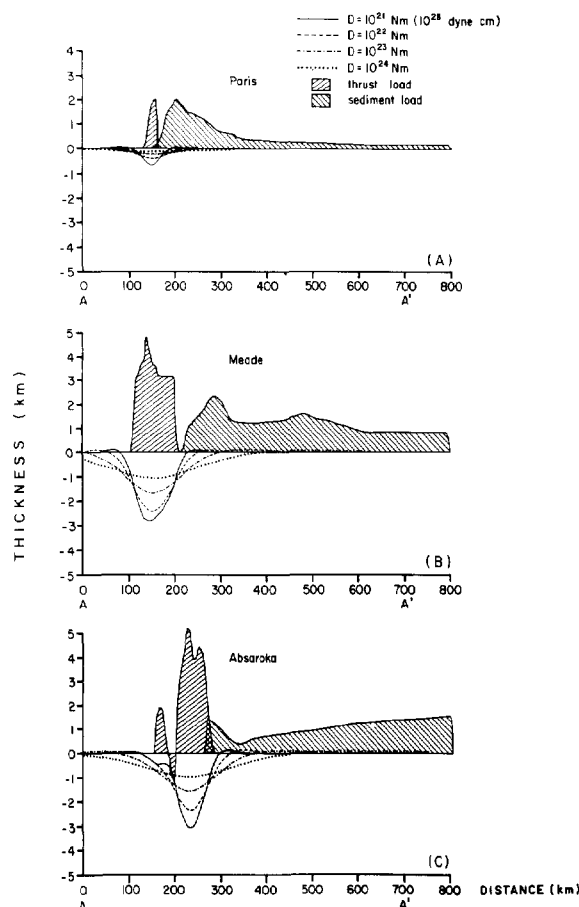 D = 10²¹ Nm (10²⁸ dyne cm)
D = 10²² Nm
D = 10²³ Nm
D = 10²⁴ Nm
thrust load
sediment load
Paris
5
4
3
2
1
0
-1
-2
-3
-4
-5
(A)
0 100 200 300 400 500 600 700 800
A A'
Meade
5
4
3
2
1
0
-1
-2
-3
-4
-5
(B)
0 100 200 300 400 500 600 700 800
A A'
THICKNESS (km)
Absaroka
5
4
3
2
1
0
-1
-2
-3
-4
-5
(C)
0 100 200 300 400 500 600 700 800 DISTANCE (km)
A A'